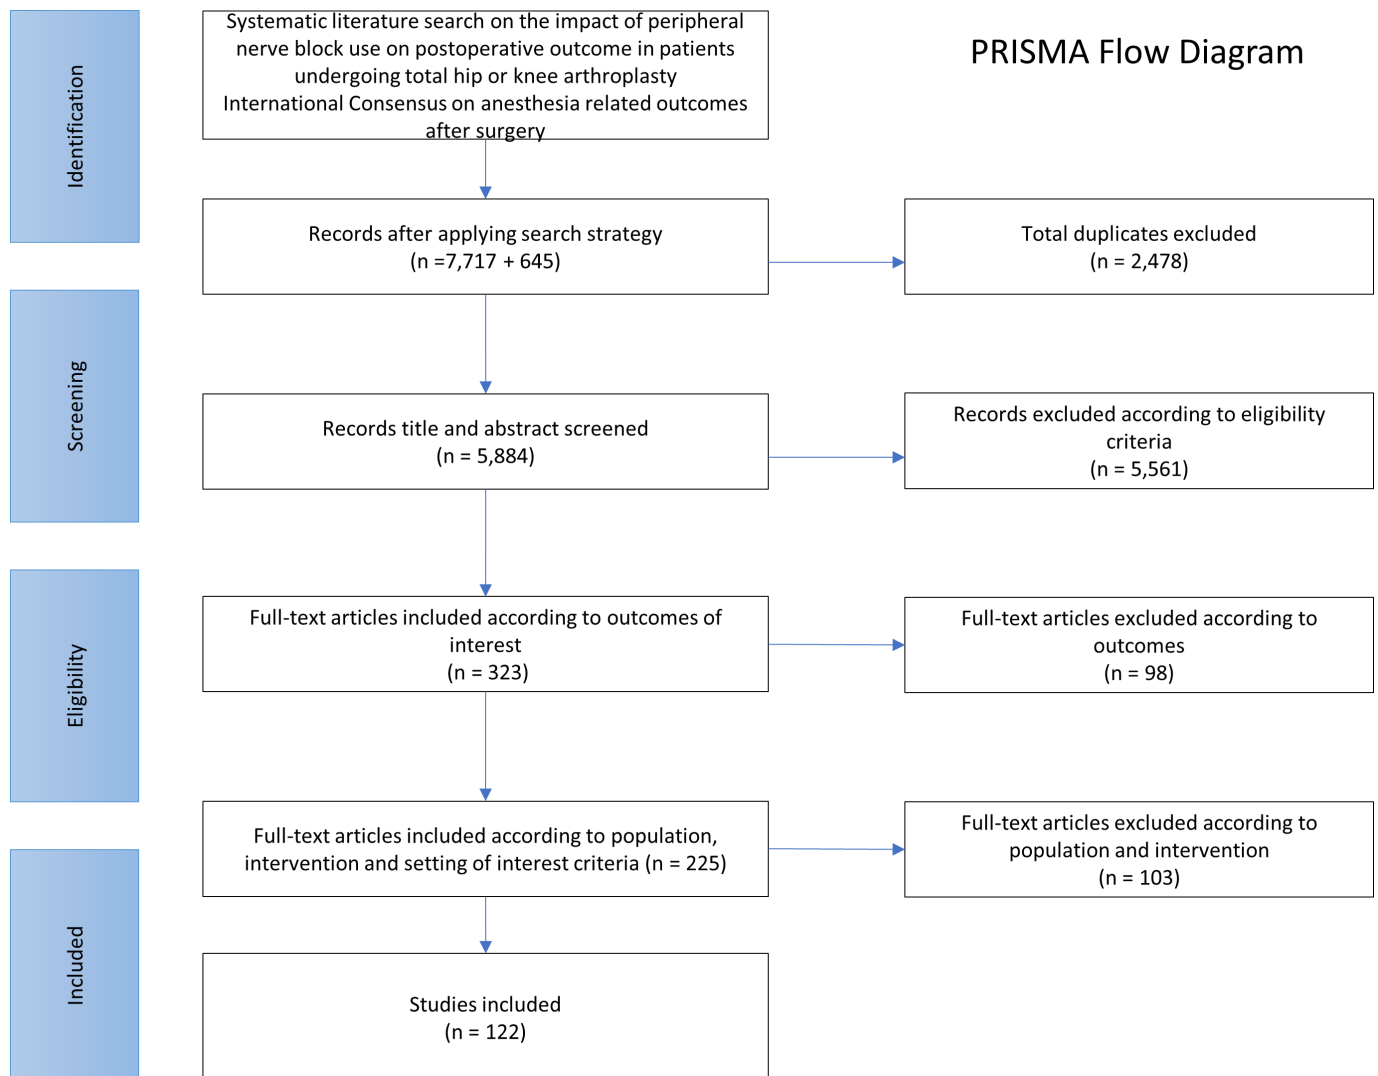 PRISMA Flow Diagram
Identification
Systematic literature search on the impact of peripheral
nerve block use on postoperative outcome in patients
undergoing total hip or knee arthroplasty
International Consensus on anesthesia related outcomes
after surgery
Records after applying search strategy
(n =7,717 + 645)
Total duplicates excluded
(n = 2,478)
Screening
Records title and abstract screened
(n = 5,884)
Records excluded according to eligibility
criteria
(n = 5,561)
Eligibility
Full-text articles included according to outcomes of
interest
(n = 323)
Full-text articles excluded according to
outcomes
(n = 98)
Full-text articles included according to population,
intervention and setting of interest criteria (n = 225)
Full-text articles excluded according to
population and intervention
(n = 103)
Included
Studies included
(n = 122)